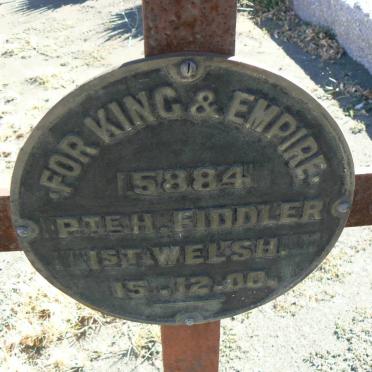 FOR KING & EMPIRE
5884
PTE H. FIDDLER
1ST WELSH.
15.12.00.